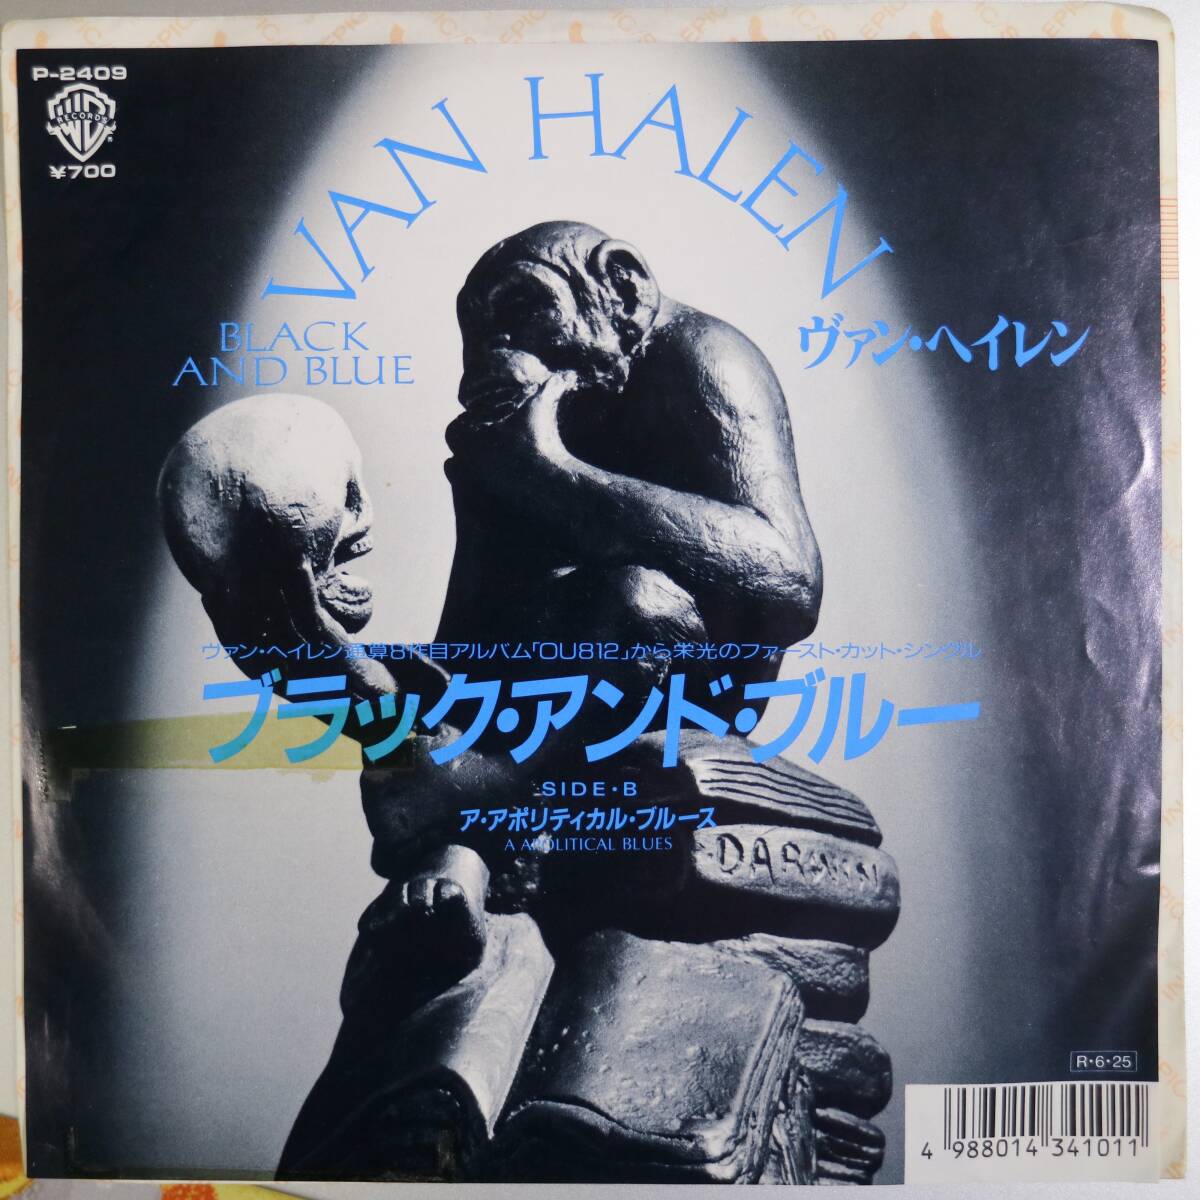 P-2409
RECORDS
¥700
VAN HALEN
BLACK
AND BLUE
ヴァン・ヘイレン
ヴァン・ヘイレン通算8作目アルバム「OU812」から栄光のファースト・カット・シングル
ブラック・アンド・ブルー
SIDE・B
ア・アポリティカル・ブルース
A APOLITICAL BLUES
DARWIN
R・6・25
4 988014 341011